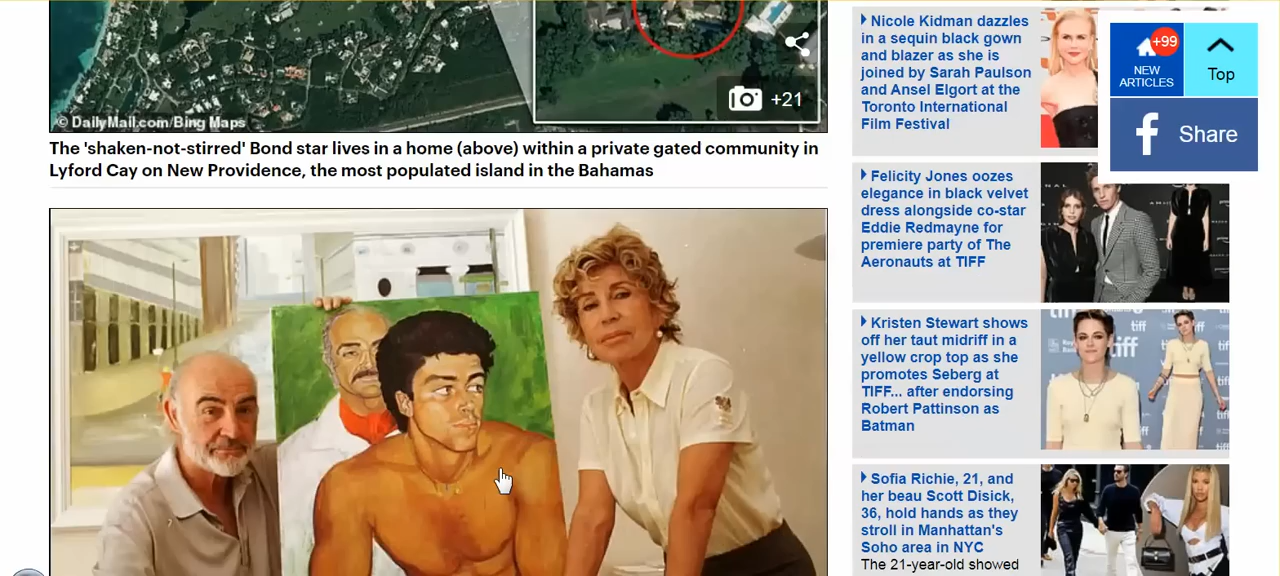 +21
© DailyMail.com/Bing Maps
The 'shaken-not-stirred' Bond star lives in a home (above) within a private gated community in
Lyford Cay on New Providence, the most populated island in the Bahamas
Nicole Kidman dazzles
in a sequin black gown
and blazer as she is
joined by Sarah Paulson
and Ansel Elgort at the
Toronto International
Film Festival
Felicity Jones oozes
elegance in black velvet
dress alongside co-star
Eddie Redmayne for
premiere party of The
Aeronauts at TIFF
Kristen Stewart shows
off her taut midriff in a
yellow crop top as she
promotes Seberg at
TIFF... after endorsing
Robert Pattinson as
Batman
tiff
Sofia Richie, 21, and
her beau Scott Disick,
36, hold hands as they
stroll in Manhattan's
Soho area in NYC
The 21-year-old showed
+99
NEW
ARTICLES
Top
Share